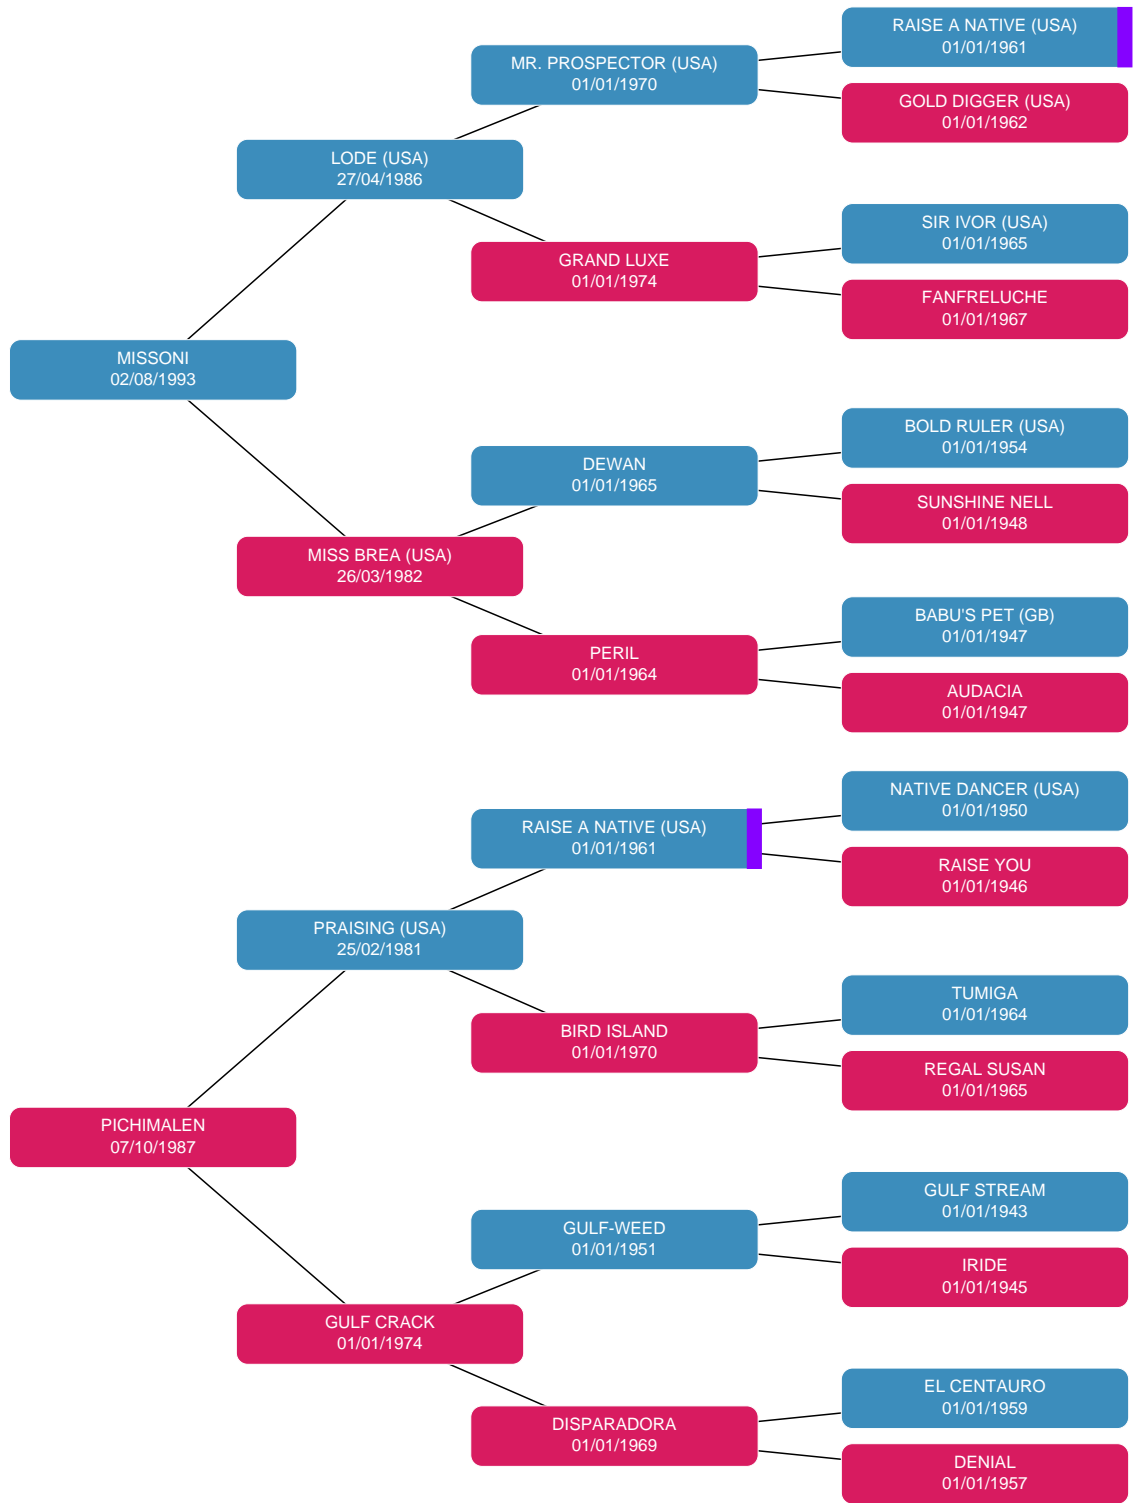 RAISE A NATIVE (USA)
01/01/1961
MR. PROSPECTOR (USA)
01/01/1970
GOLD DIGGER (USA)
01/01/1962
LODE (USA)
27/04/1986
SIR IVOR (USA)
01/01/1965
GRAND LUXE
01/01/1974
FANFRELUCHE
01/01/1967
MISSONI
02/08/1993
BOLD RULER (USA)
01/01/1954
DEWAN
01/01/1965
SUNSHINE NELL
01/01/1948
MISS BREA (USA)
26/03/1982
BABU'S PET (GB)
01/01/1947
PERIL
01/01/1964
AUDACIA
01/01/1947
NATIVE DANCER (USA)
01/01/1950
RAISE A NATIVE (USA)
01/01/1961
RAISE YOU
01/01/1946
PRAISING (USA)
25/02/1981
TUMIGA
01/01/1964
BIRD ISLAND
01/01/1970
REGAL SUSAN
01/01/1965
PICHIMALEN
07/10/1987
GULF STREAM
01/01/1943
GULF-WEED
01/01/1951
IRIDE
01/01/1945
GULF CRACK
01/01/1974
EL CENTAURO
01/01/1959
DISPARADORA
01/01/1969
DENIAL
01/01/1957